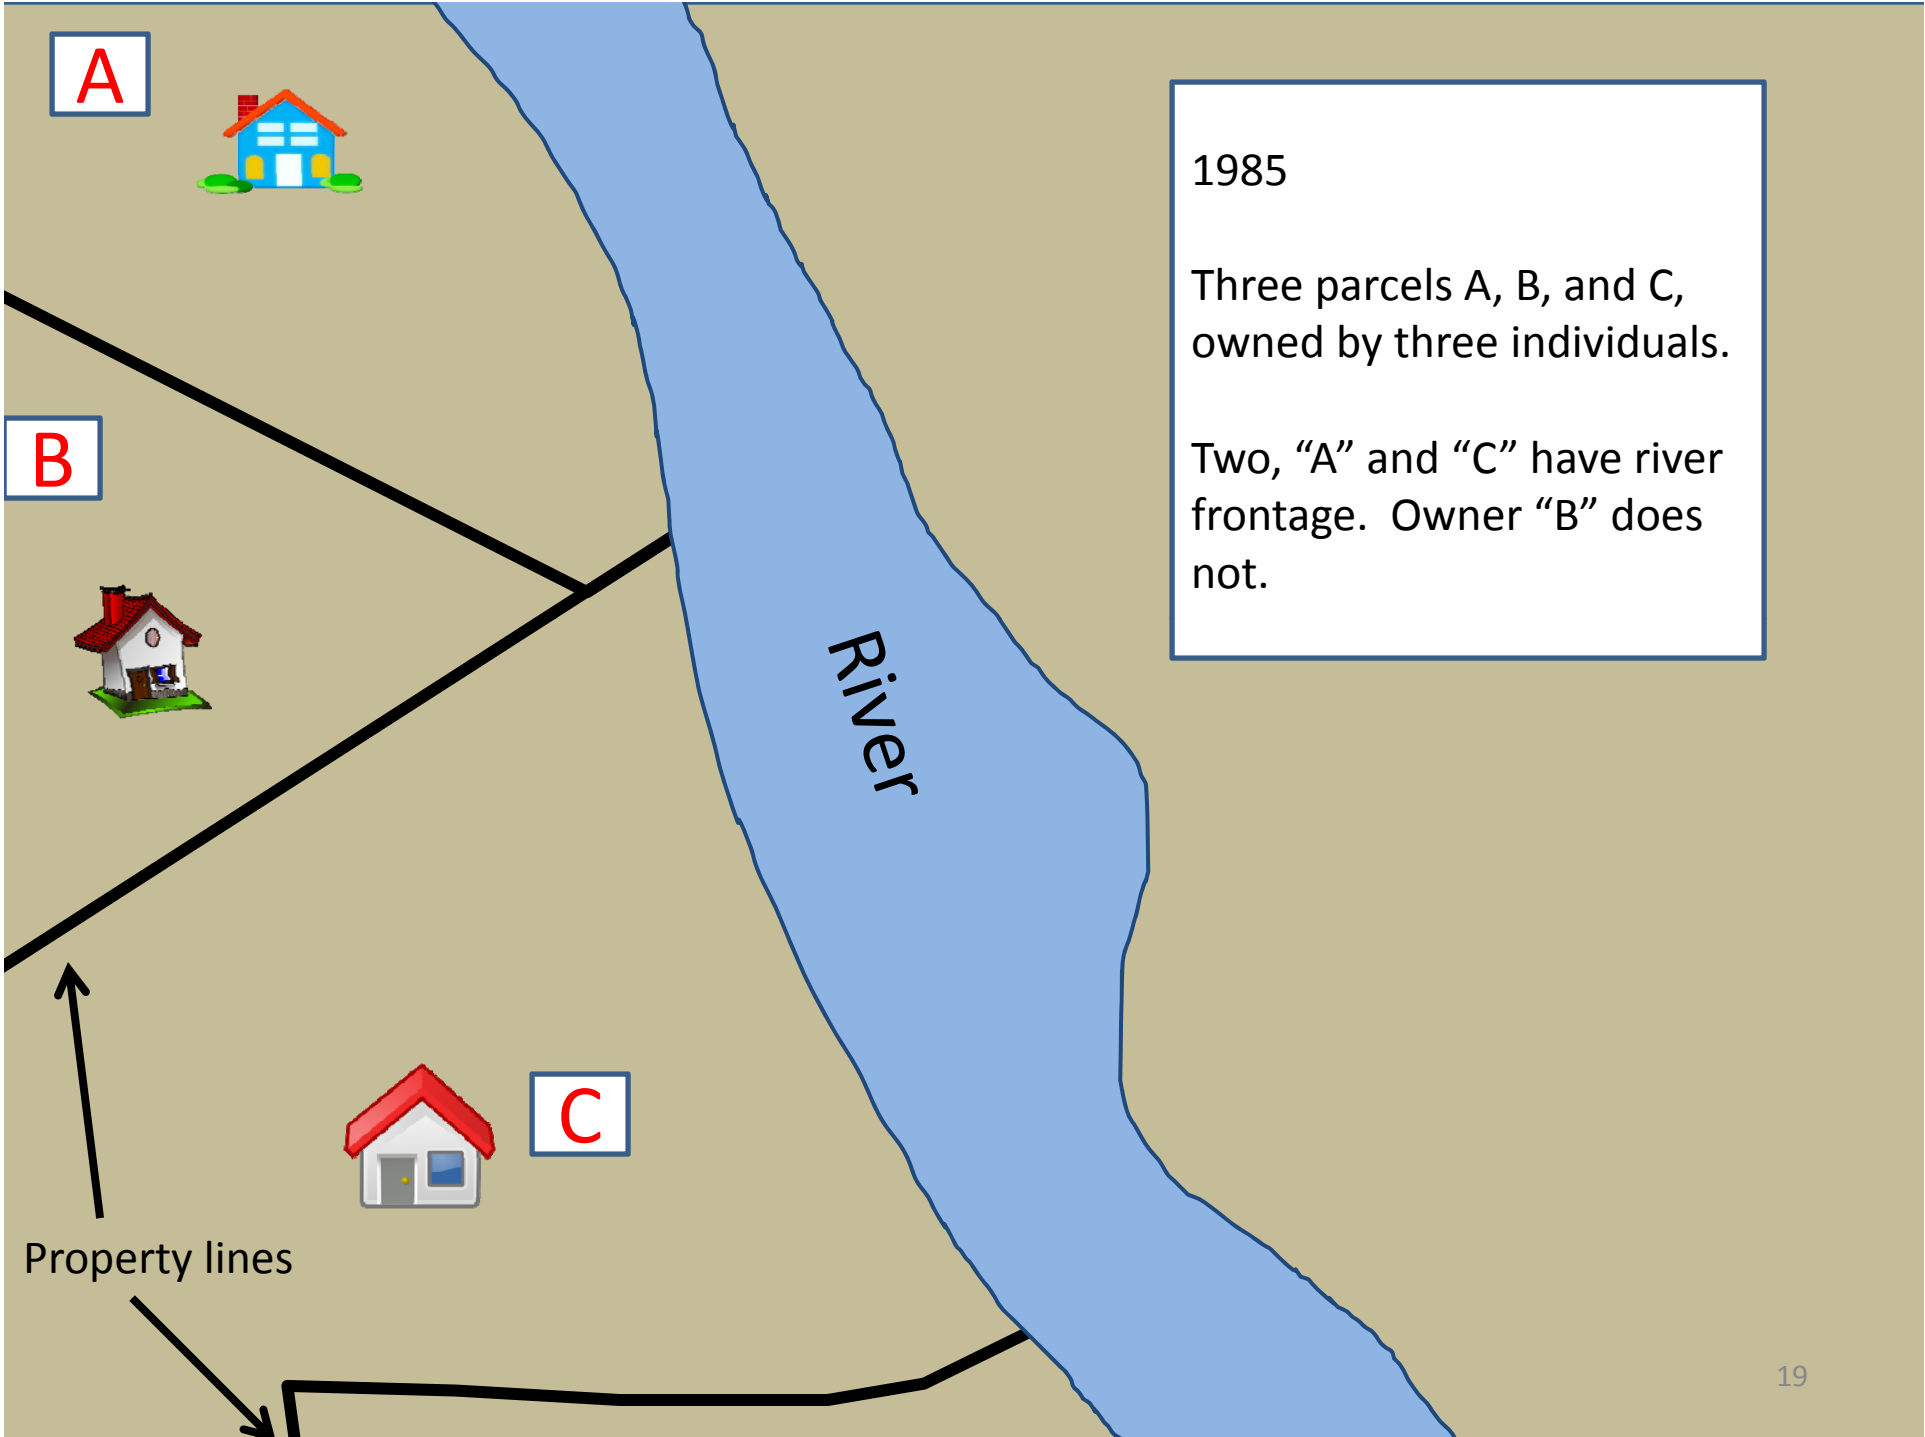 A
1985
Three parcels A, B, and C,
owned by three individuals.
Two, “A” and “C” have river
frontage.  Owner “B” does
not.
B
River
C
Property lines
19